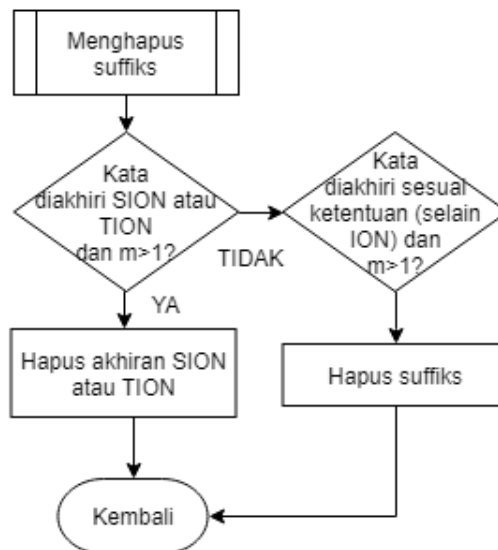 Menghapus
suffiks
Kata
diakhiri SION atau
TION
dan m>1?
TIDAK
Kata
diakhiri sesual
ketentuan (selain
ION) dan
m>1?
YA
Hapus akhiran SION
atau TION
Hapus suffiks
Kembali